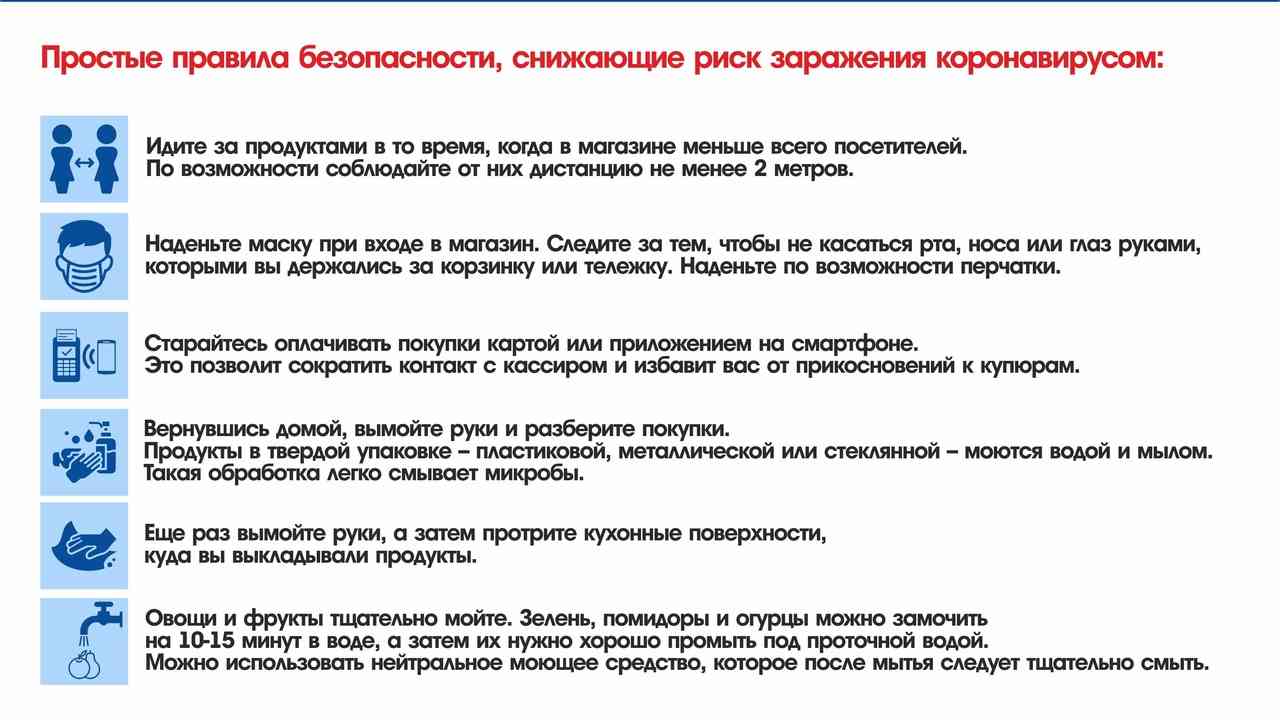 Простые правила безопасности, снижающие риск заражения коронавирусом:
Идите за продуктами в то время, когда в магазине меньше всего посетителей.
По возможности соблюдайте от них дистанцию не менее 2 метров.
Наденьте маску при входе в магазин. Следите за тем, чтобы не касаться рта, носа или глаз руками,
которыми вы держались за корзинку или тележку. Наденьте по возможности перчатки.
Старайтесь оплачивать покупки картой или приложением на смартфоне.
Это позволит сократить контакт с кассиром и избавит вас от прикосновений к купюрам.
Вернувшись домой, вымойте руки и разберите покупки.
Продукты в твердой упаковке – пластиковой, металлической или стеклянной – моются водой и мылом.
Такая обработка легко смывает микробы.
Еще раз вымойте руки, а затем протрите кухонные поверхности,
куда вы выкладывали продукты.
Овощи и фрукты тщательно мойте. Зелень, помидоры и огурцы можно замочить
на 10-15 минут в воде, а затем их нужно хорошо промыть под проточной водой.
Можно использовать нейтральное моющее средство, которое после мытья следует тщательно смыть.